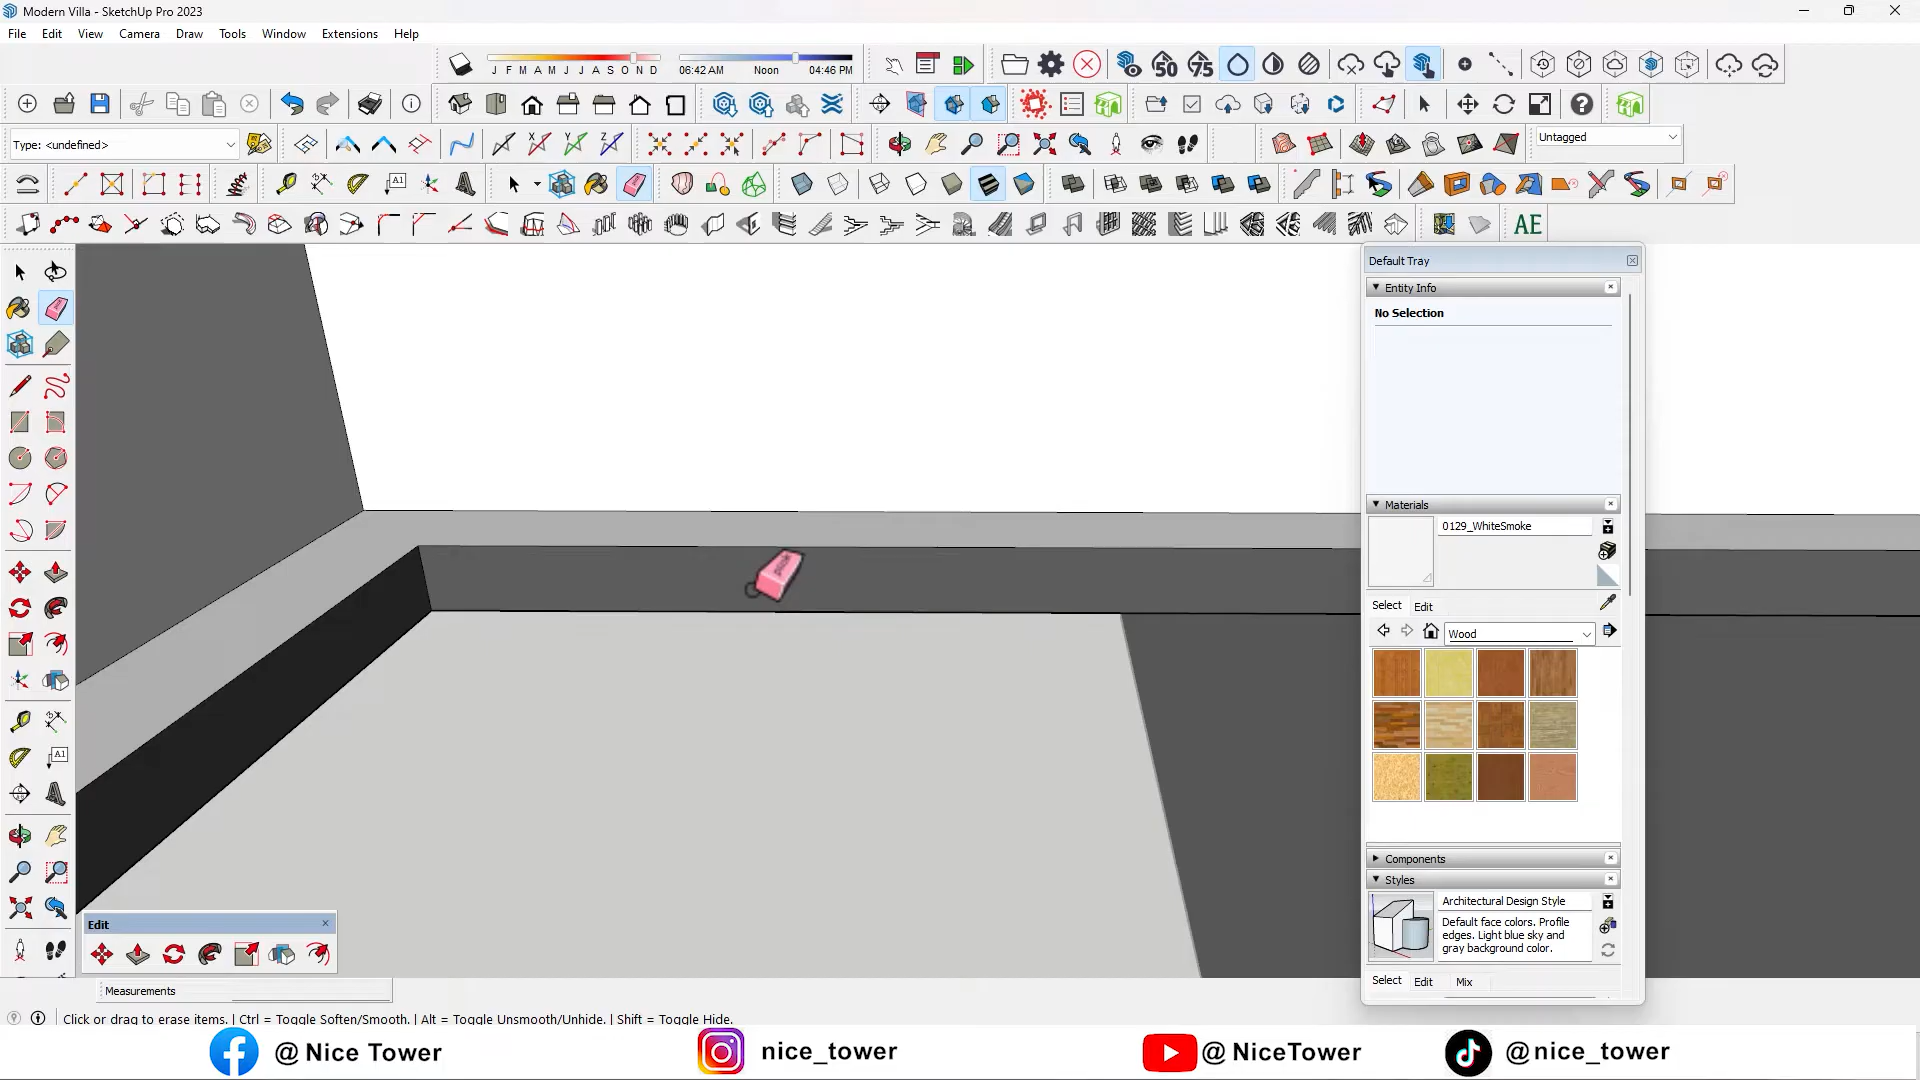 Modern Villa - SketchUp Pro 2023
File Edit View Camera Draw Tools Window Extensions Help
J F M A M J J A S O N D 06:42 AM Noon 04:46 PM
50 75
Type: <undefined>
Untagged
A1
AE
Default Tray
Entity Info
No Selection
Materials
0129_WhiteSmoke
Select Edit
Wood
A1
Components
Styles
Architectural Design Style
Default face colors. Profile
edges. Light blue sky and
gray background color.
Select Edit Mix
Edit
Measurements
Click or drag to erase items. | Ctrl = Toggle Soften/Smooth. | Alt = Toggle Unsmooth/Unhide. | Shift = Toggle Hide.
@ Nice Tower nice_tower @ NiceTower @nice_tower